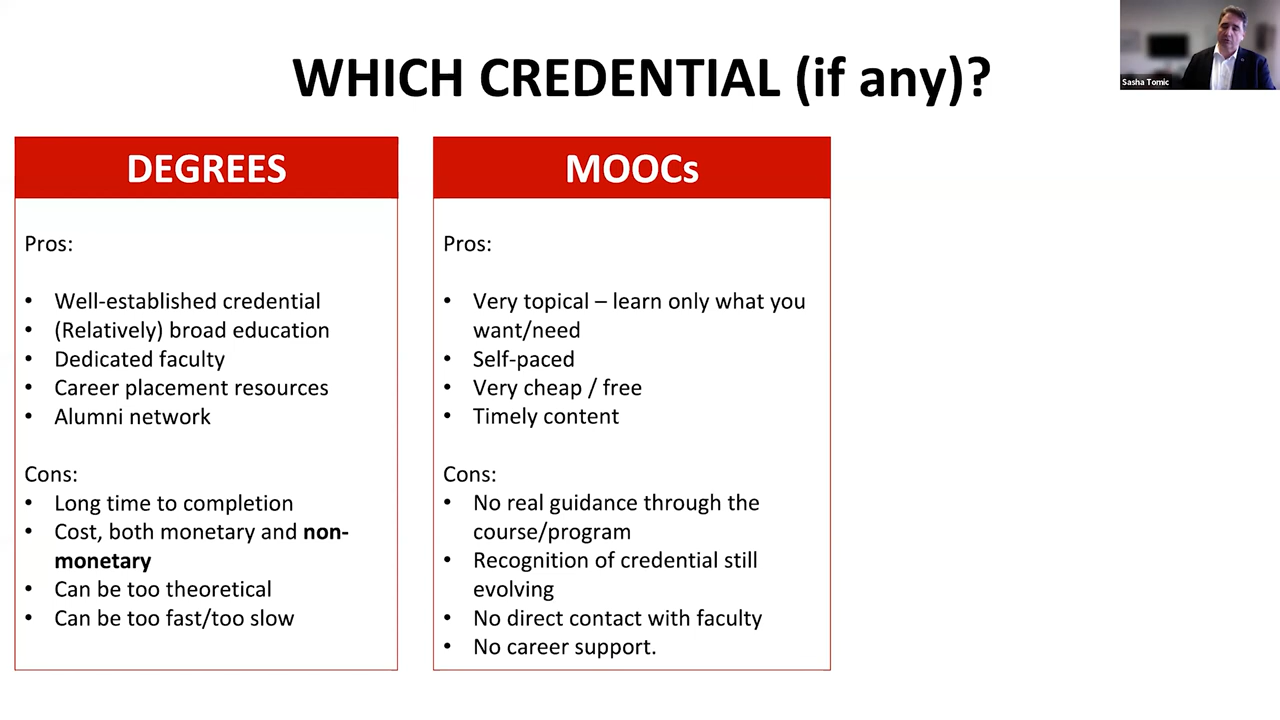 WHICH CREDENTIAL (if any)?
Sasha Tomic
DEGREES
Pros:
• Well-established credential
• (Relatively) broad education
• Dedicated faculty
• Career placement resources
• Alumni network
Cons:
• Long time to completion
• Cost, both monetary and non-
monetary
• Can be too theoretical
• Can be too fast/too slow
MOOCs
Pros:
• Very topical – learn only what you
want/need
• Self-paced
• Very cheap / free
• Timely content
Cons:
• No real guidance through the
course/program
• Recognition of credential still
evolving
• No direct contact with faculty
• No career support.